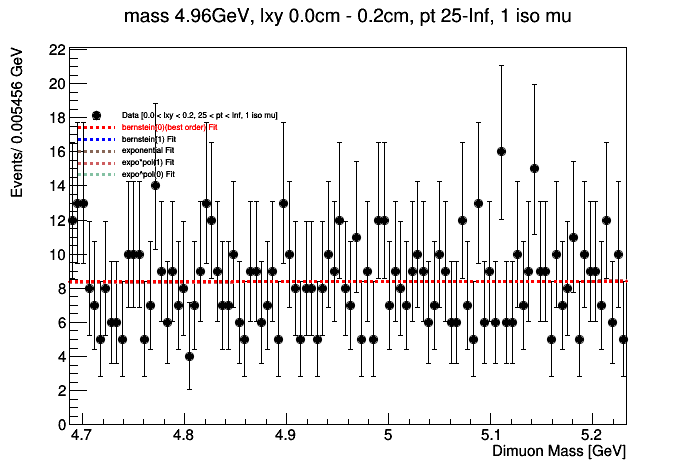 mass 4.96GeV, lxy 0.0cm - 0.2cm, pt 25-Inf, 1 iso mu
Events/ 0.005456 GeV
22
20
18
16
14
12
10
8
6
4
2
0
Data [0.0 < lxy < 0.2, 25 < pt < Inf, 1 iso mu]
bernstein(0)(best order) Fit
bernstein(1) Fit
exponential Fit
expo*pol(1) Fit
expo^pol(0) Fit
4.7 4.8 4.9 5 5.1 5.2
Dimuon Mass [GeV]